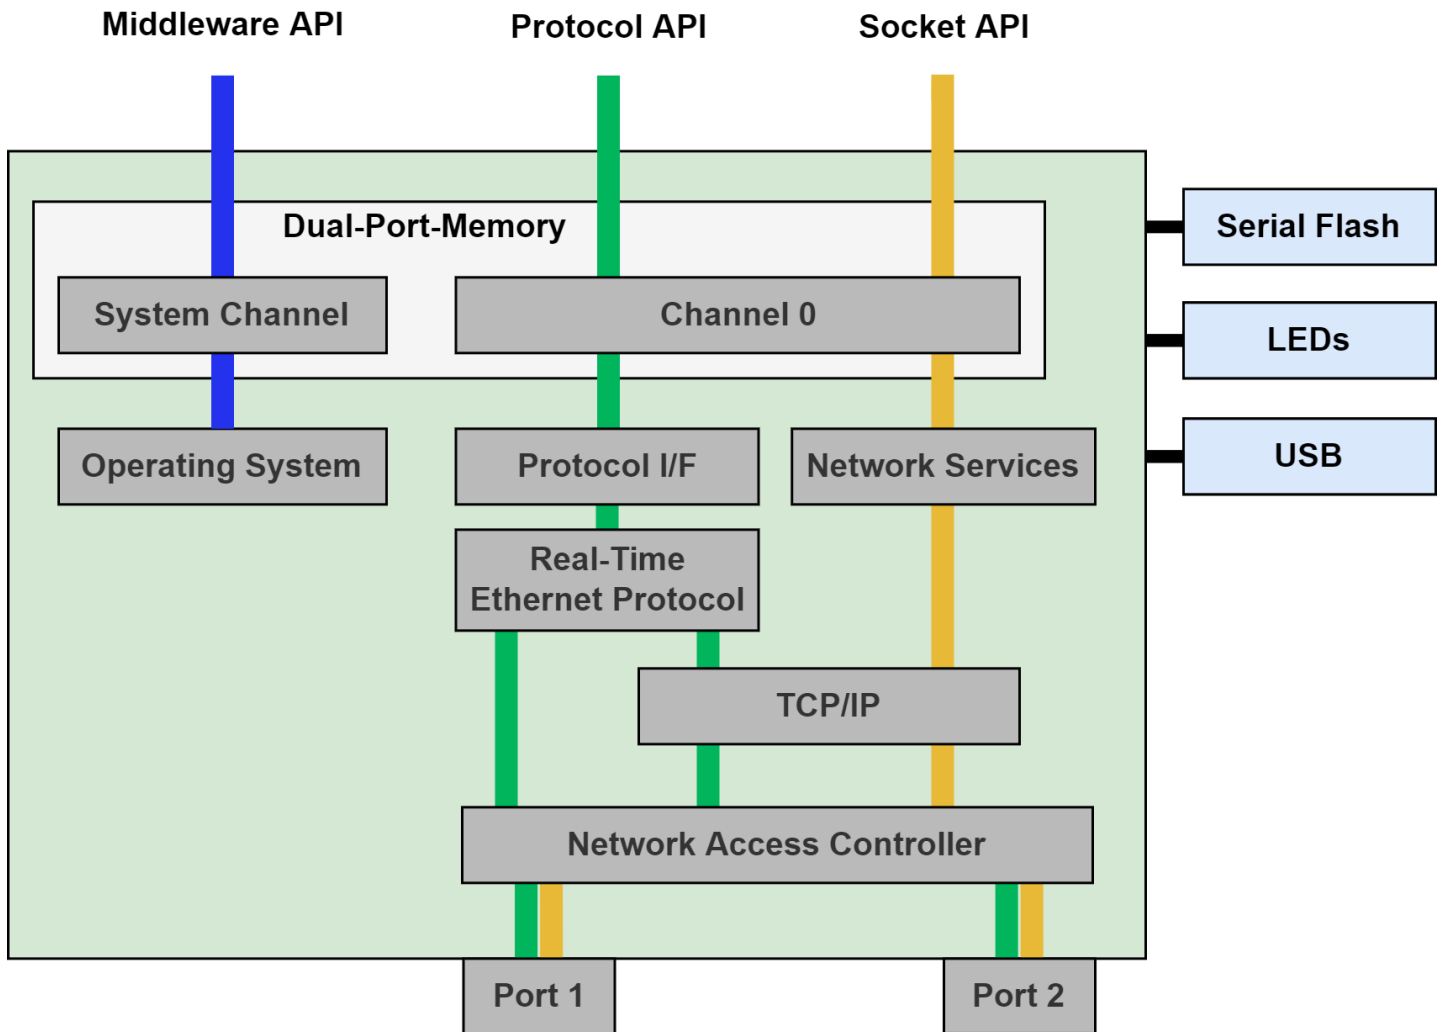 Middleware API
Protocol API
Socket API
Dual-Port-Memory
Serial Flash
System Channel
Channel 0
LEDs
Operating System
Protocol I/F
Network Services
USB
Real-Time
Ethernet Protocol
TCP/IP
Network Access Controller
Port 1
Port 2